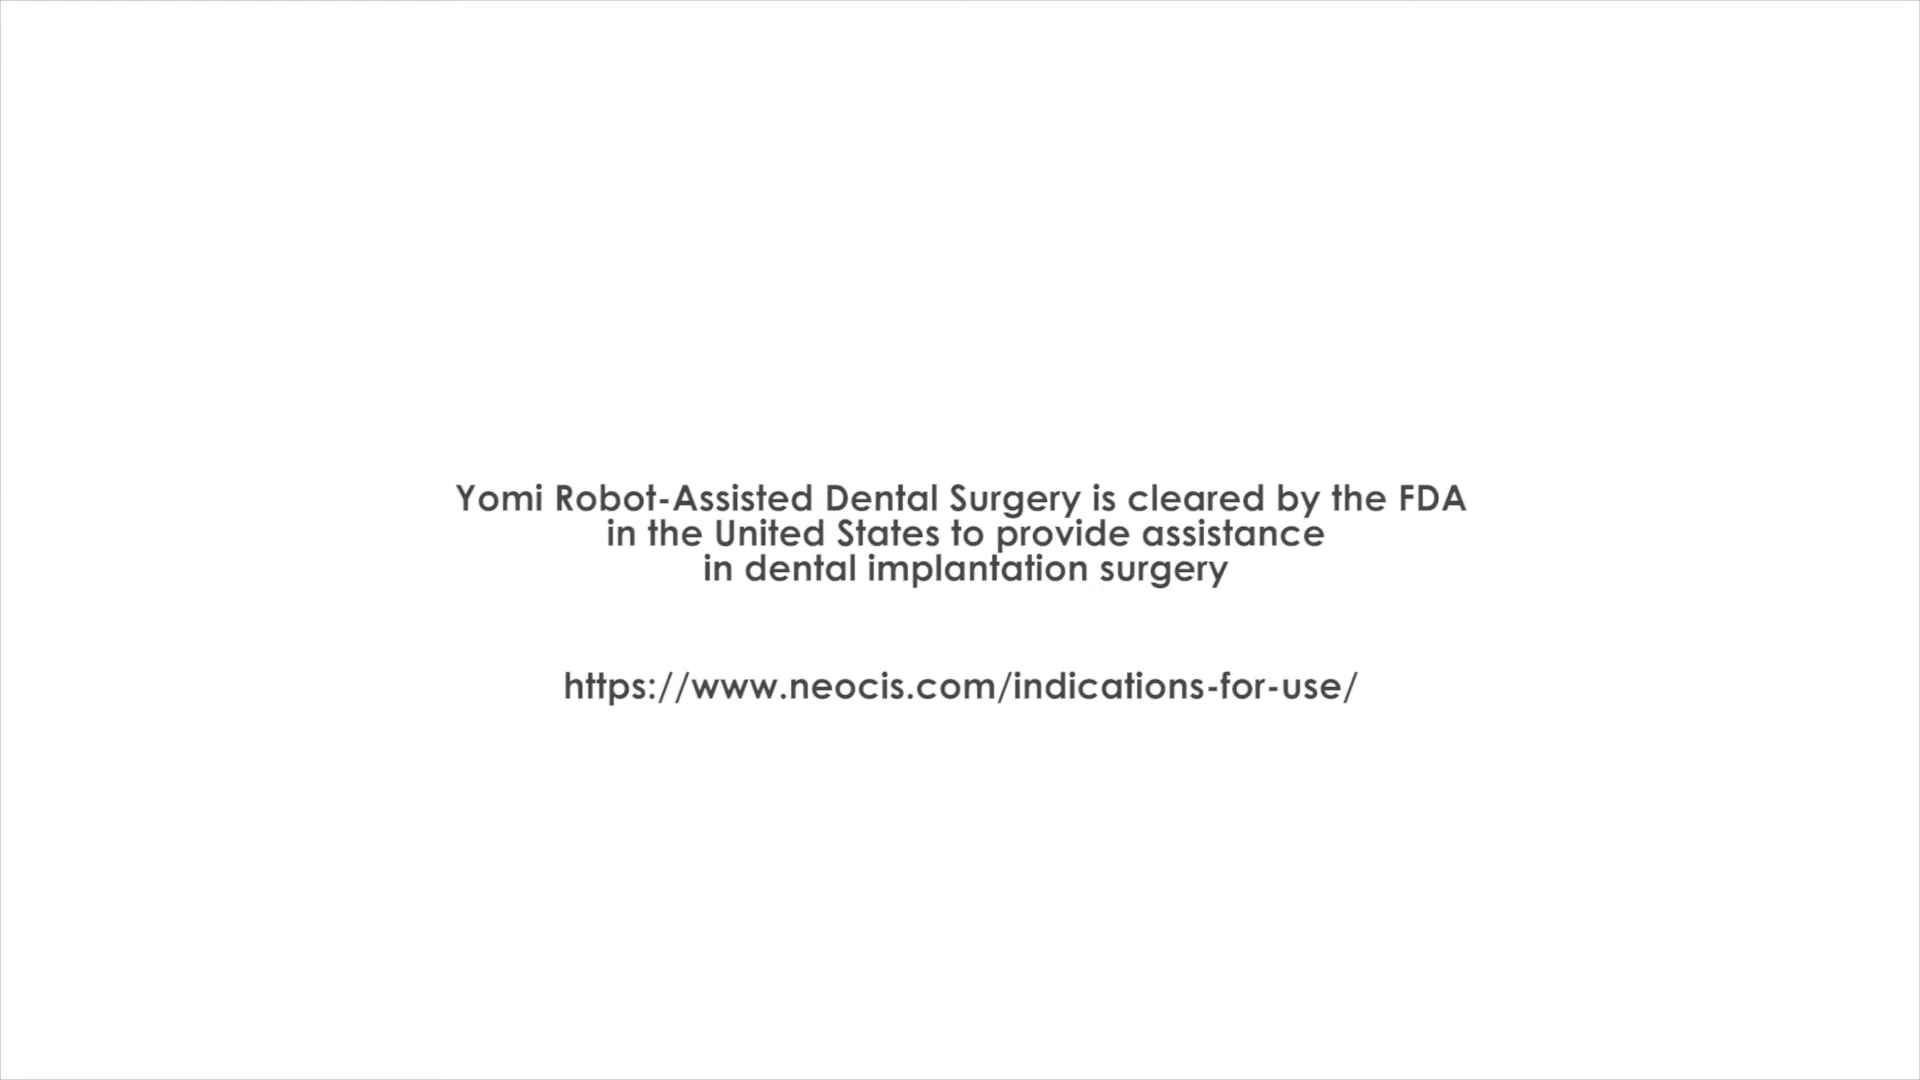 Yomi Robot-Assisted Dental Surgery is cleared by the FDA
in the United States to provide assistance
in dental implantation surgery
https://www.neocis.com/indications-for-use/